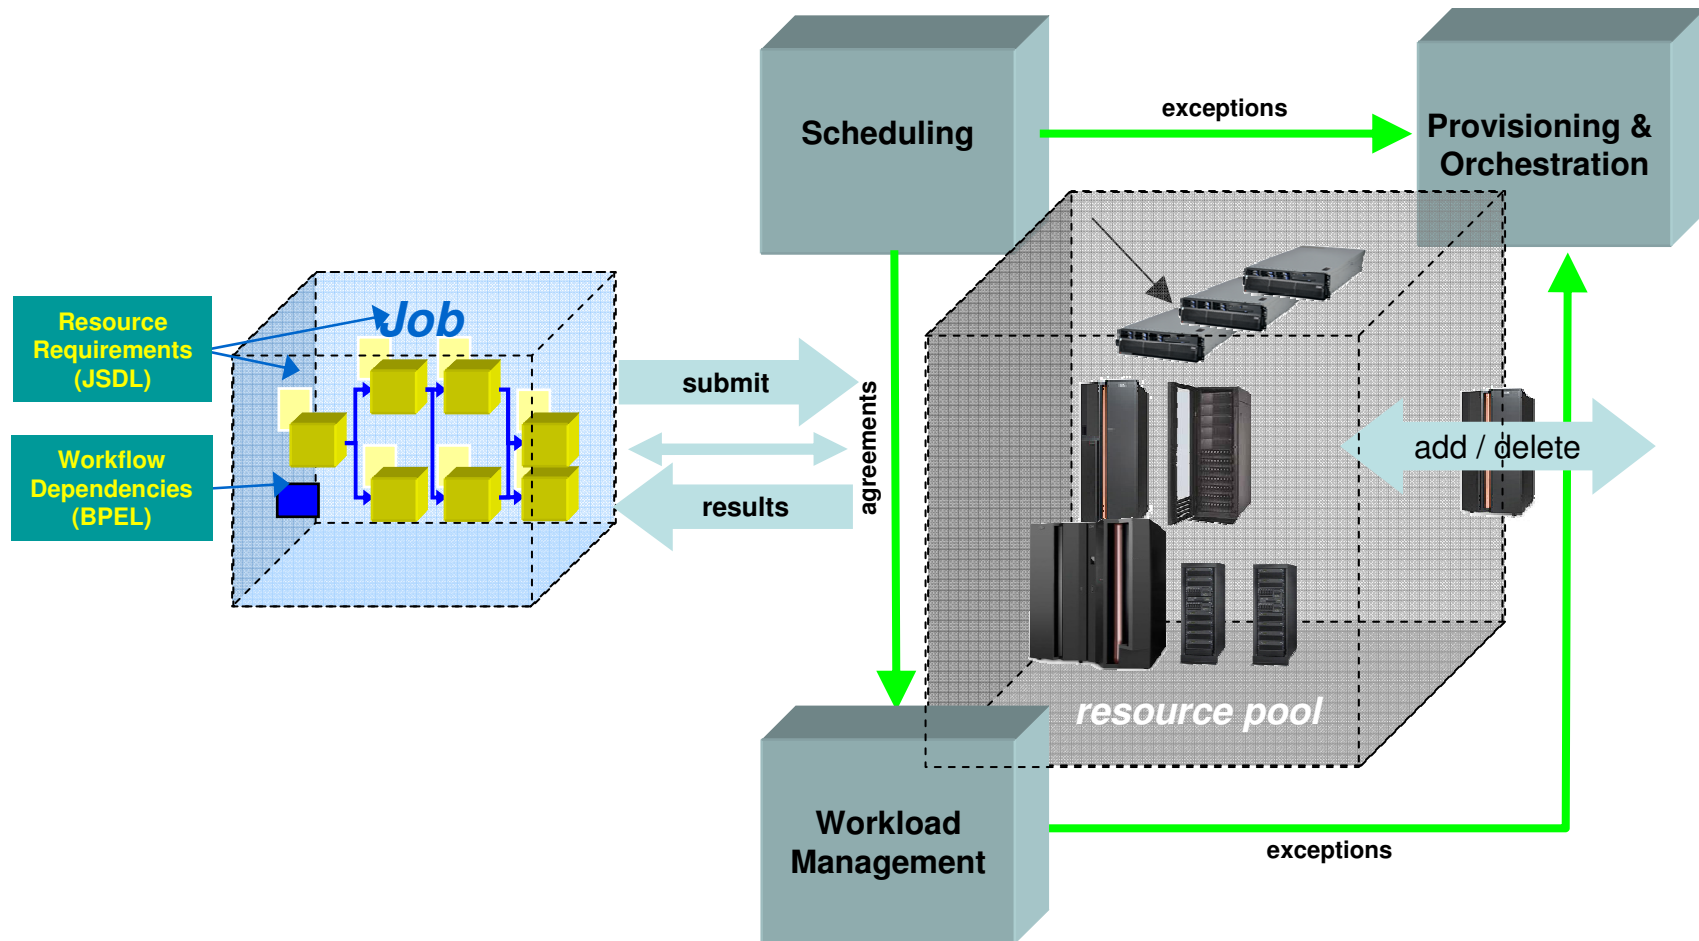 Scheduling
exceptions
Provisioning &
Orchestration
Resource
Requirements
(JSDL)
Job
submit
agreements
add / delete
Workflow
Dependencies
(BPEL)
results
resource pool
Workload
Management
exceptions